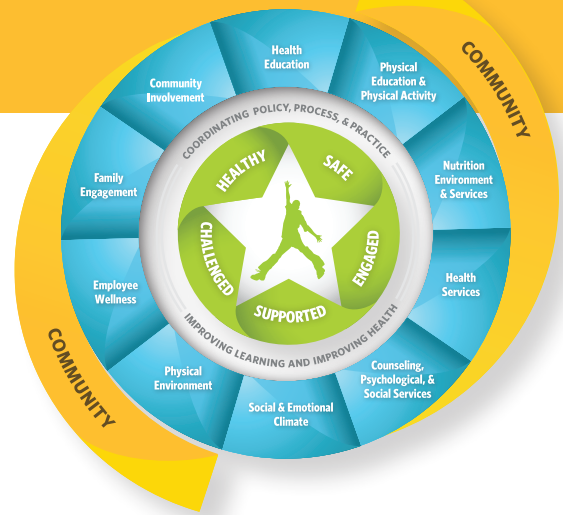 COMMUNITY
Health
Education
Physical
Education &
Physical Activity
Nutrition
Environment
& Services
Health
Services
Counseling,
Psychological, &
Social Services
Social & Emotional
Climate
Physical
Environment
Employee
Wellness
Family
Engagement
Community
Involvement
COORDINATING POLICY, PROCESS, & PRACTICE
IMPROVING LEARNING AND IMPROVING HEALTH
HEALTHY
SAFE
ENGAGED
SUPPORTED
CHALLENGED
COMMUNITY